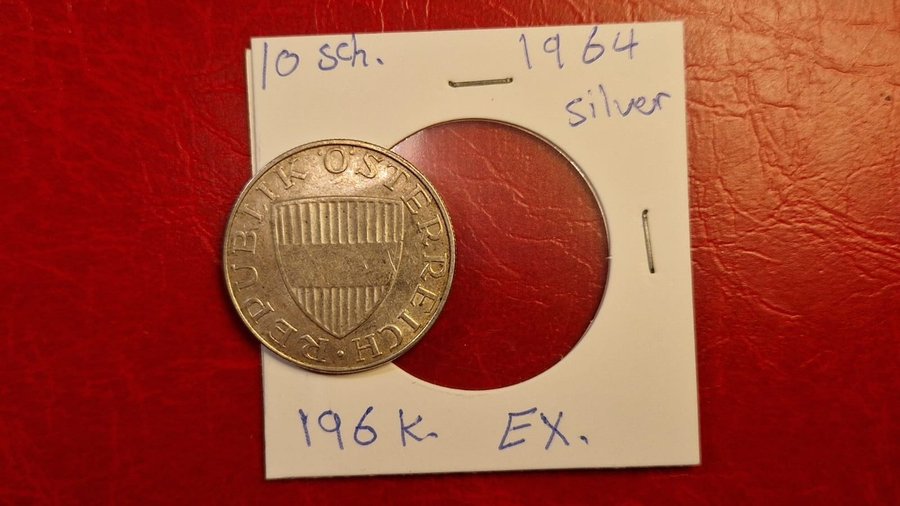 10 sch. 1964
silver
REPUBLIK ÖSTERREICH ·
196 K. EX.